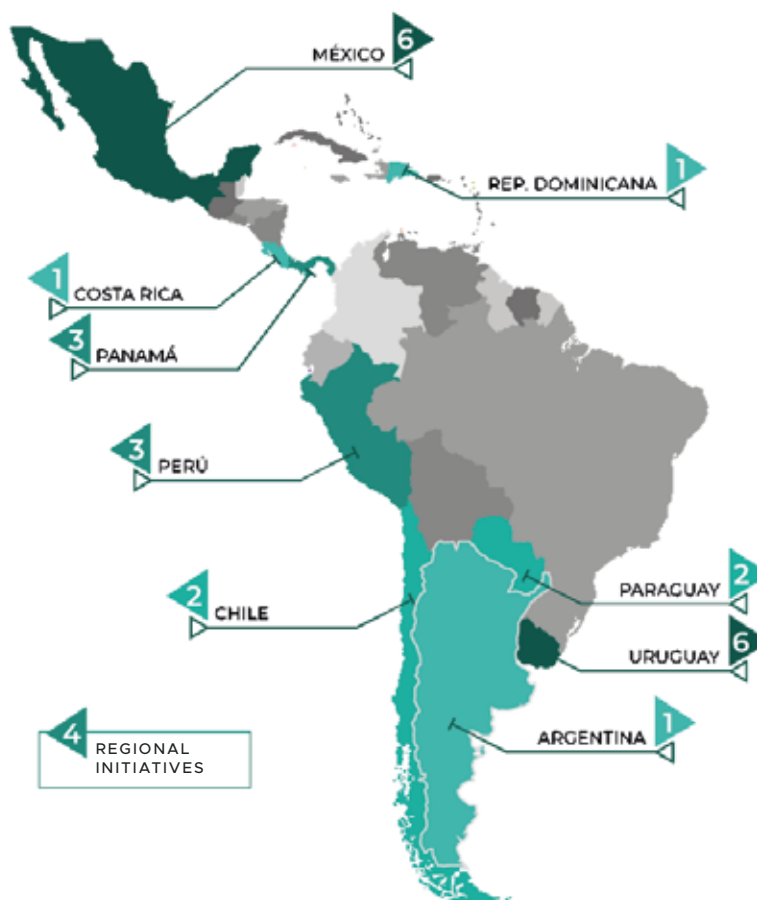 6
MÉXICO
1
REP. DOMINICANA
1
COSTA RICA
3
PANAMÁ
3
PERÚ
2
PARAGUAY
2
CHILE
6
URUGUAY
1
ARGENTINA
4
REGIONAL
INITIATIVES